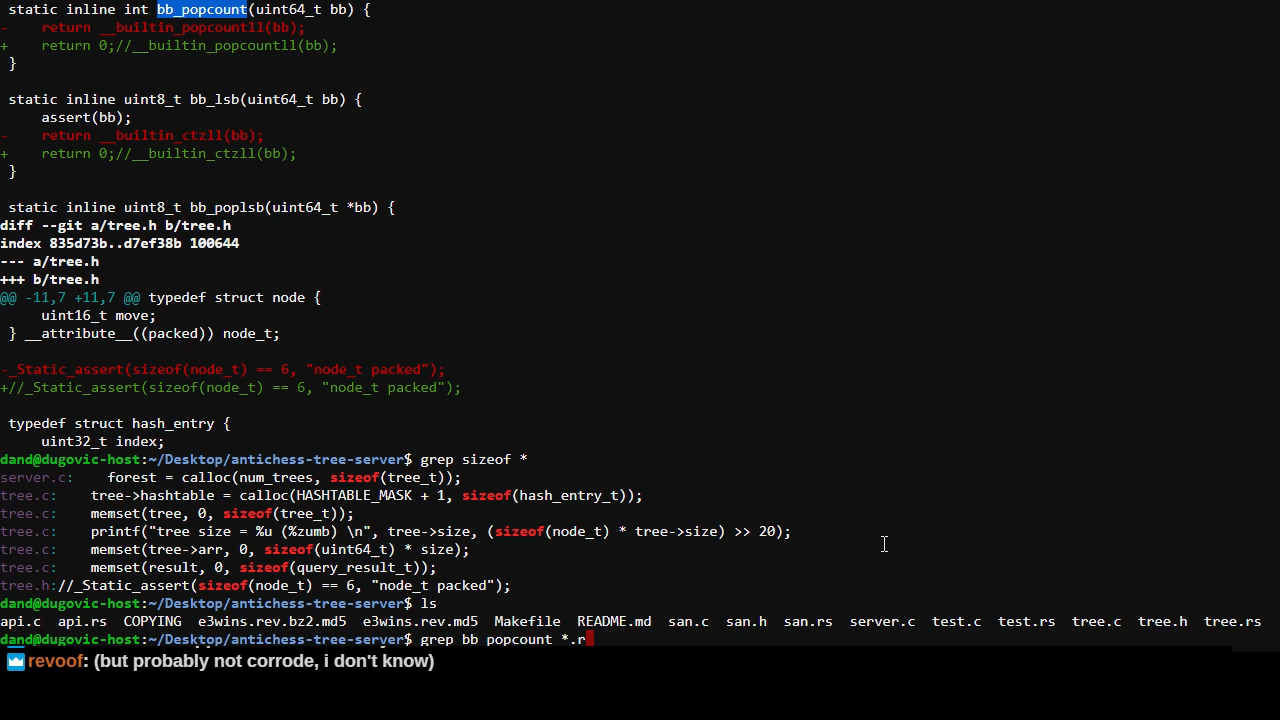 static inline int bb_popcount(uint64_t bb) {
-    return __builtin_popcountll(bb);
+    return 0;//__builtin_popcountll(bb);
}
static inline uint8_t bb_lsb(uint64_t bb) {
    assert(bb);
-    return __builtin_ctzll(bb);
+    return 0;//__builtin_ctzll(bb);
}
static inline uint8_t bb_poplsb(uint64_t *bb) {
diff --git a/tree.h b/tree.h
index 835d73b..d7ef38b 100644
--- a/tree.h
+++ b/tree.h
@@ -11,7 +11,7 @@ typedef struct node {
    uint16_t move;
} __attribute__((packed)) node_t;
-_Static_assert(sizeof(node_t) == 6, "node_t packed");
+//_Static_assert(sizeof(node_t) == 6, "node_t packed");
typedef struct hash_entry {
    uint32_t index;
dand@dugovic-host:~/Desktop/antichess-tree-server$ grep sizeof *
server.c:    forest = calloc(num_trees, sizeof(tree_t));
tree.c:    tree->hashtable = calloc(HASHTABLE_MASK + 1, sizeof(hash_entry_t));
tree.c:    memset(tree, 0, sizeof(tree_t));
tree.c:    printf("tree size = %u (%zumb) \n", tree->size, (sizeof(node_t) * tree->size) >> 20);
tree.c:    memset(tree->arr, 0, sizeof(uint64_t) * size);
tree.c:    memset(result, 0, sizeof(query_result_t));
tree.h://_Static_assert(sizeof(node_t) == 6, "node_t packed");
dand@dugovic-host:~/Desktop/antichess-tree-server$ ls
api.c  api.rs  COPYING  e3wins.rev.bz2.md5  e3wins.rev.md5  Makefile  README.md  san.c  san.h  san.rs  server.c  test.c  test.rs  tree.c  tree.h  tree.rs
dand@dugovic-host:~/Desktop/antichess-tree-server$ grep bb_popcount *.r
revoof: (but probably not corrode, i don't know)